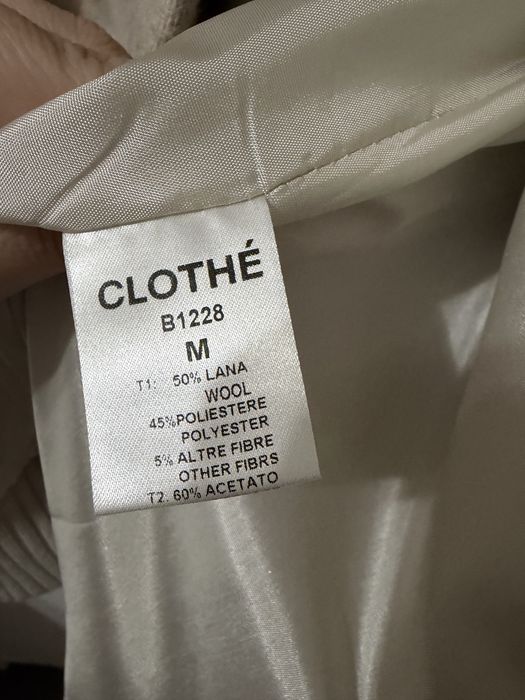 CLOTHÉ
B1228
M
T1: 50% LANA
WOOL
45%POLIESTERE
POLYESTER
5% ALTRE FIBRE
OTHER FIBRS
T2. 60% ACETATO